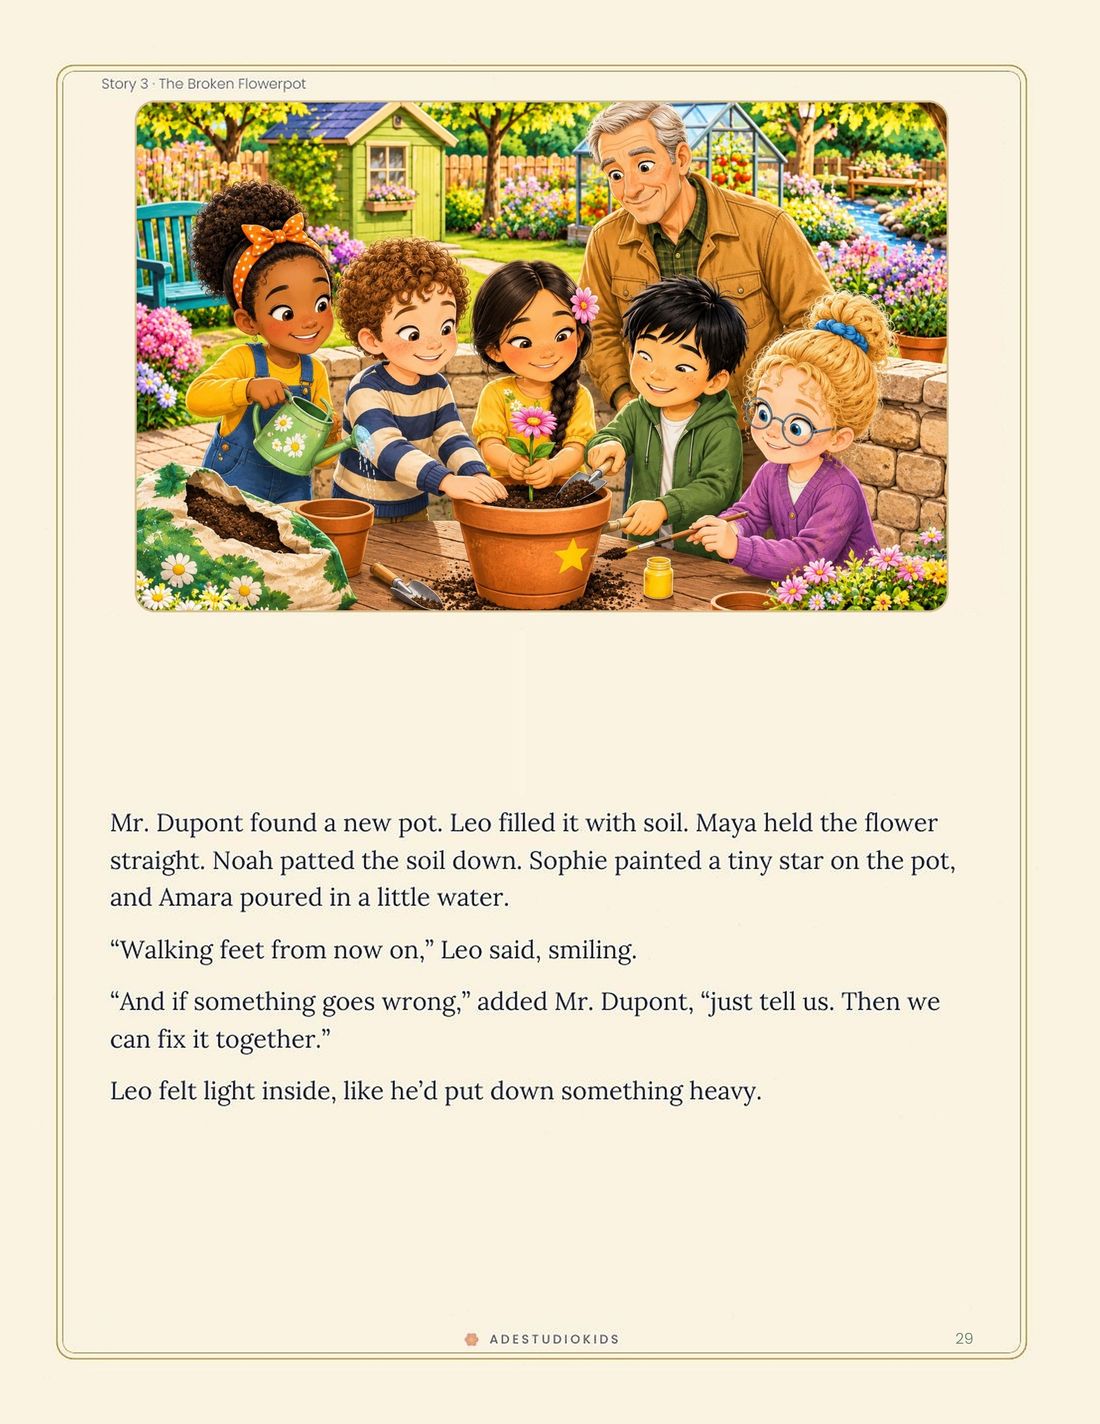 Story 3 · The Broken Flowerpot
Mr. Dupont found a new pot. Leo filled it with soil. Maya held the flower
straight. Noah patted the soil down. Sophie painted a tiny star on the pot,
and Amara poured in a little water.
“Walking feet from now on,” Leo said, smiling.
“And if something goes wrong,” added Mr. Dupont, “just tell us. Then we
can fix it together.”
Leo felt light inside, like he’d put down something heavy.
ADESTUDIOKIDS
29